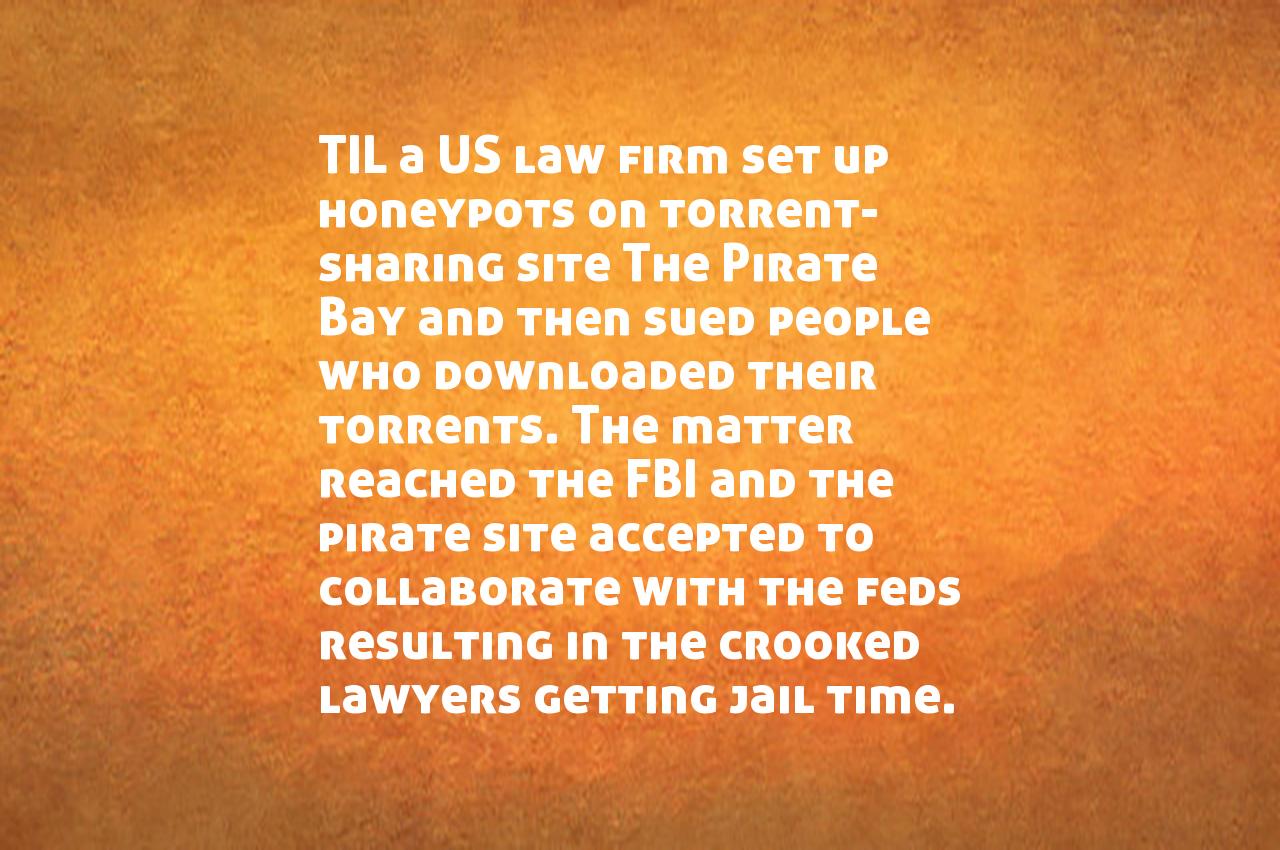 TIL a US law firm set up
honeypots on torrent-
sharing site The Pirate
Bay and then sued people
who downloaded their
torrents. The matter
reached the FBI and the
pirate site accepted to
collaborate with the feds
resulting in the crooked
lawyers getting jail time.